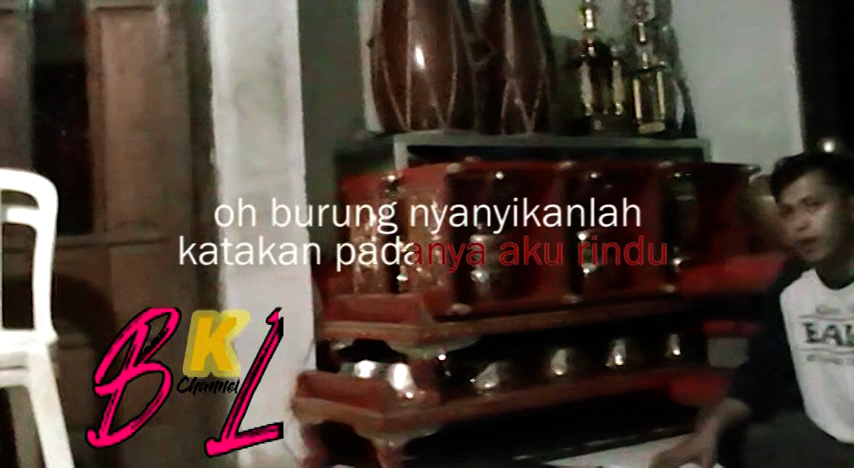 oh burung nyanyikanlah
katakan padanya aku rindu
BKL
Channel